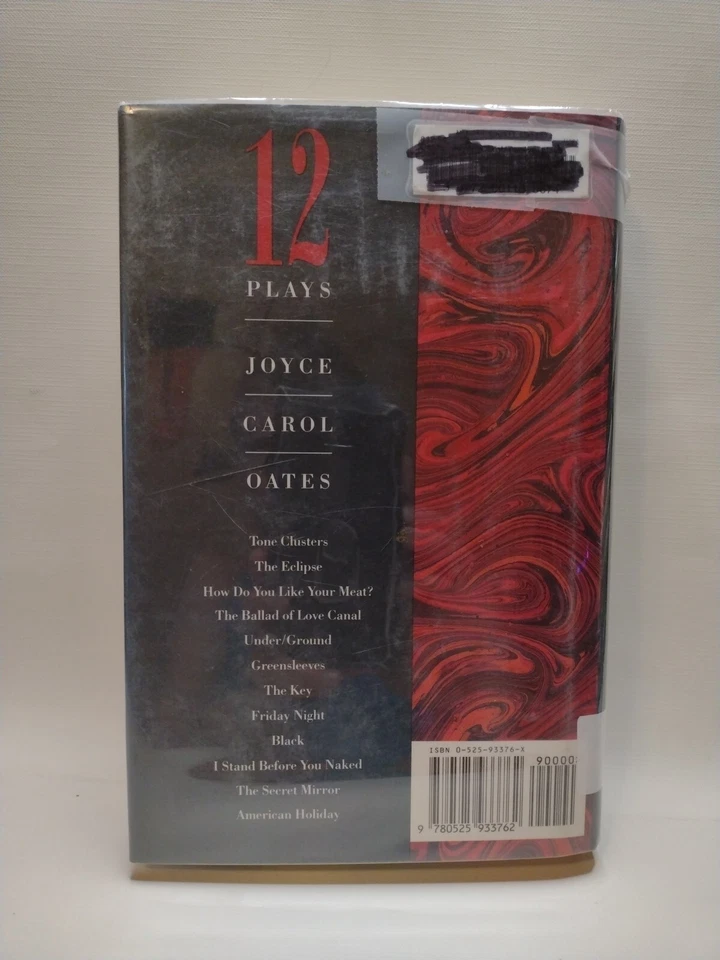 12
PLAYS
JOYCE
CAROL
OATES
Tone Clusters
The Eclipse
How Do You Like Your Meat?
The Ballad of Love Canal
Under/Ground
Greensleeves
The Key
Friday Night
Black
I Stand Before You Naked
The Secret Mirror
American Holiday
ISBN 0-525-93376-X
90000
9 780525 933762